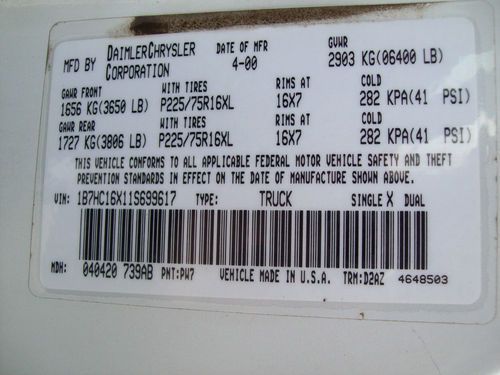 MFD BY DAIMLERCHRYSLER CORPORATION DATE OF MFR 4-00 GVWR 2903 KG(06400 LB)
GAWR FRONT WITH TIRES RIMS AT COLD
1656 KG(3650 LB) P225/75R16XL 16X7 282 KPA(41 PSI)
GAWR REAR WITH TIRES RIMS AT COLD
1727 KG(3806 LB) P225/75R16XL 16X7 282 KPA(41 PSI)
THIS VEHICLE CONFORMS TO ALL APPLICABLE FEDERAL MOTOR VEHICLE SAFETY AND THEFT
PREVENTION STANDARDS IN EFFECT ON THE DATE OF MANUFACTURE SHOWN ABOVE.
VIN: 1B7HC16X11S699617 TYPE: TRUCK SINGLE X DUAL
MDH: 040420 739AB PNT:PW7 VEHICLE MADE IN U.S.A. TRM:D2AZ 4648503